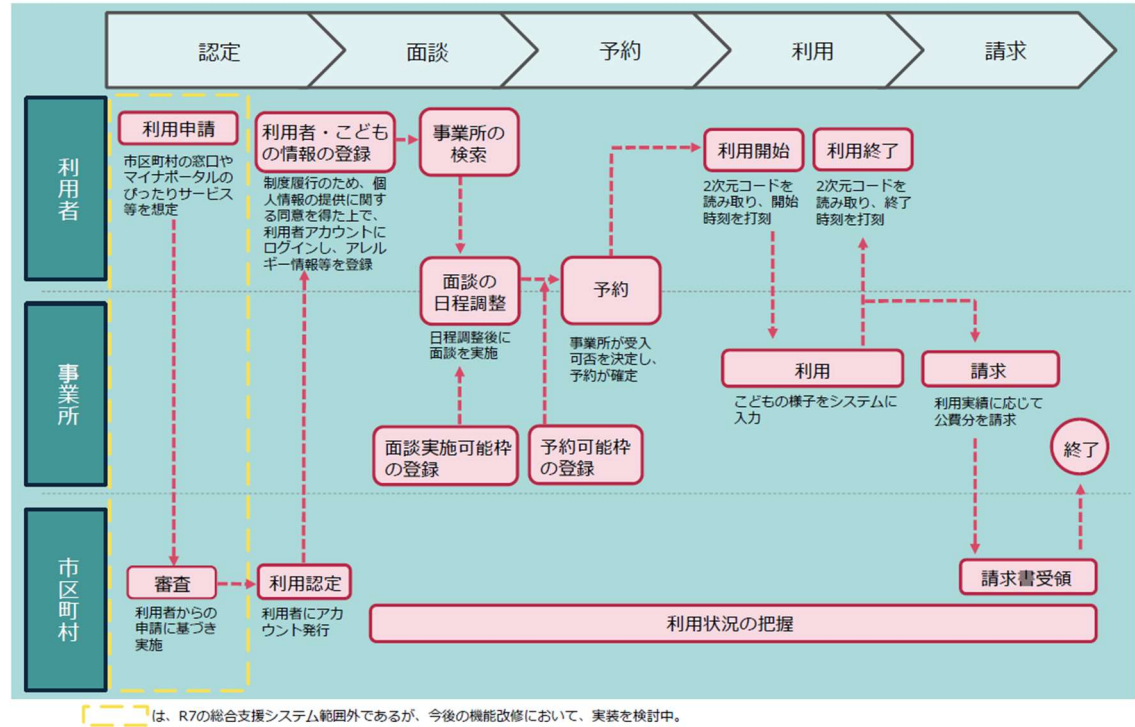 認定
面談
予約
利用
請求
利用者
利用申請
市区町村の窓口や
マイナポータルの
ぴったりサービス
等を想定
利用者・こども
の情報の登録
制度履行のため、個
人情報の提供に関す
る同意を得た上で、
利用者アカウントに
ログインし、アレル
ギー情報等を登録
事業所の
検索
面談の
日程調整
日程調整後に
面談を実施
予約
事業所が受入
可否を決定し、
予約が確定
利用開始
2次元コードを
読み取り、開始
時刻を打刻
利用終了
2次元コードを
読み取り、終了
時刻を打刻
事業所
面談実施可能枠
の登録
予約可能枠
の登録
利用
こどもの様子をシステムに
入力
請求
利用実績に応じて
公費分を請求
終了
市区町村
審査
利用者からの
申請に基づき
実施
利用認定
利用者にアカ
ウント発行
請求書受領
利用状況の把握
は、R7の総合支援システム範囲外であるが、今後の機能改修において、実装を検討中。